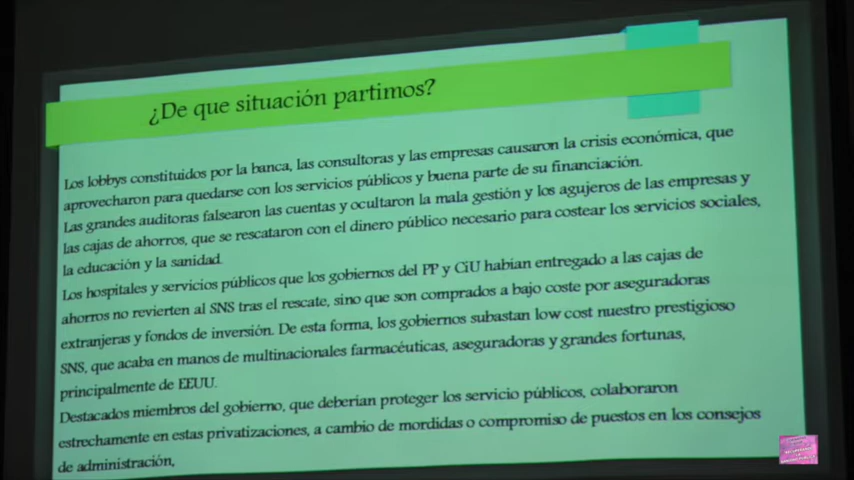 ¿De que situación partimos?
Los lobbys constituidos por la banca, las consultoras y las empresas causaron la crisis económica, que
aprovecharon para quedarse con los servicios públicos y buena parte de su financiación.
Las grandes auditoras falsearon las cuentas y ocultaron la mala gestión y los agujeros de las empresas y
las cajas de ahorros, que se rescataron con el dinero público necesario para costear los servicios sociales,
la educación y la sanidad.
Los hospitales y servicios públicos que los gobiernos del PP y CiU habian entregado a las cajas de
ahorros no revierten al SNS tras el rescate, sino que son comprados a bajo coste por aseguradoras
extranjeras y fondos de inversión. De esta forma, los gobiernos subastan low cost nuestro prestigioso
SNS, que acaba en manos de multinacionales farmacéuticas, aseguradoras y grandes fortunas,
principalmente de EEUU.
Destacados miembros del gobierno, que deberian proteger los servicio públicos, colaboraron
estrechamente en estas privatizaciones, a cambio de mordidas o compromiso de puestos en los consejos
de administración,